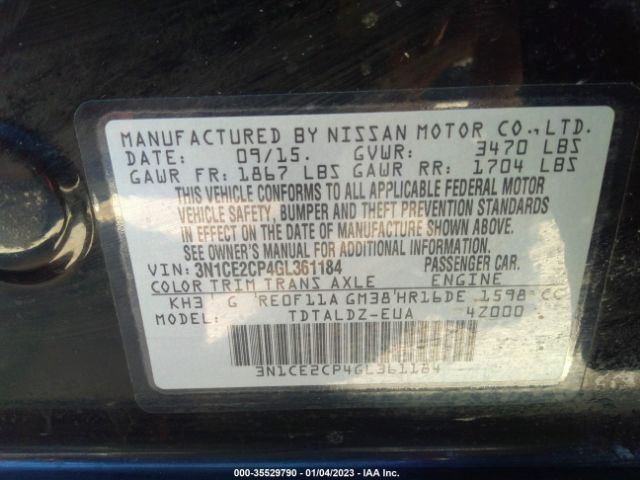 MANUFACTURED BY NISSAN MOTOR CO.,LTD.
DATE: 09/15. GVWR: 3470 LBS
GAWR FR: 1867 LBS GAWR RR: 1704 LBS
THIS VEHICLE CONFORMS TO ALL APPLICABLE FEDERAL MOTOR
VEHICLE SAFETY, BUMPER AND THEFT PREVENTION STANDARDS
IN EFFECT ON THE DATE OF MANUFACTURE SHOWN ABOVE.
SEE OWNER'S MANUAL FOR ADDITIONAL INFORMATION.
VIN: 3N1CE2CP4GL361184 PASSENGER CAR.
COLOR TRIM TRANS AXLE ENGINE
KH3 G RE0F11A GM38 HR16DE 1598 CC
MODEL: TDTALDZ-EUA 4Z000
3N1CE2CP4GL361184
000-35529790 - 01/04/2023 - IAA Inc.